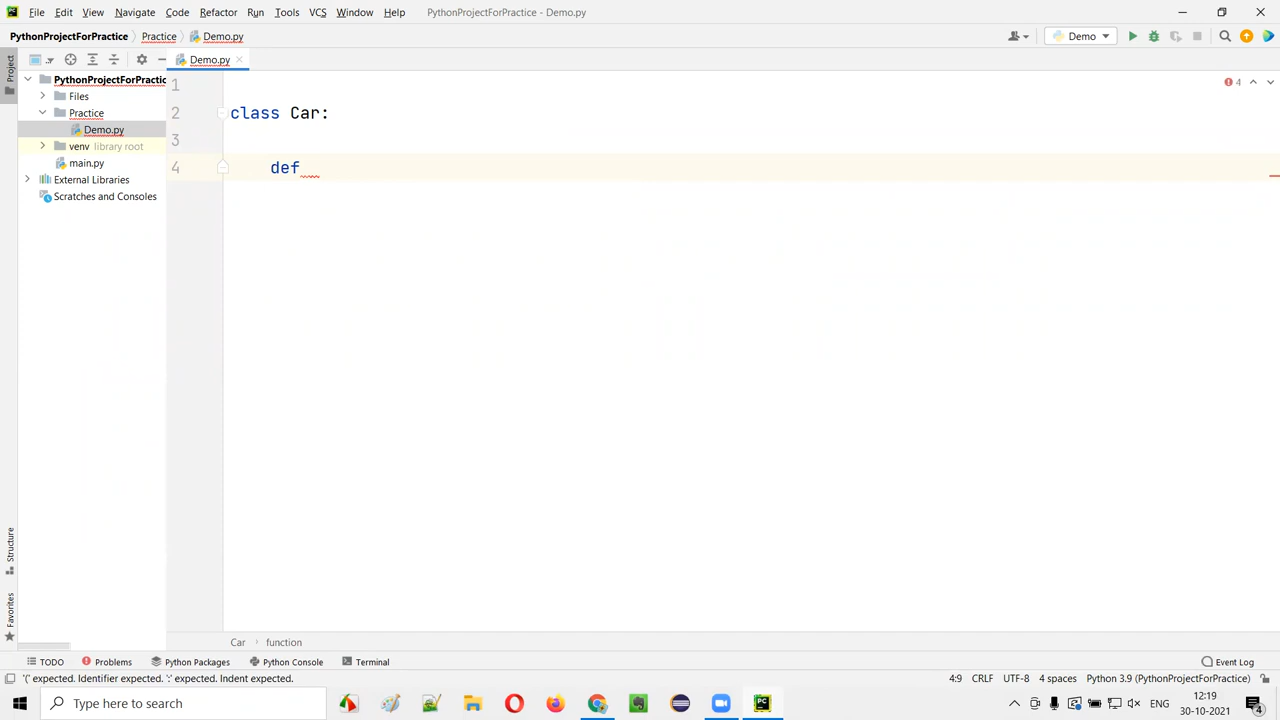 File Edit View Navigate Code Refactor Run Tools VCS Window Help PythonProjectForPractice - Demo.py
PythonProjectForPractice Practice Demo.py Demo
Project Demo.py
PythonProjectForPractic
Files
Practice
Demo.py
venv library root
main.py
External Libraries
Scratches and Consoles
1
2 class Car:
3
4 def
4
Structure
Favorites
Car function
TODO Problems Python Packages Python Console Terminal Event Log
'(' expected. Identifier expected. ':' expected. Indent expected. 4:9 CRLF UTF-8 4 spaces Python 3.9 (PythonProjectForPractice)
Type here to search PC ENG 12:19
30-10-2021 4